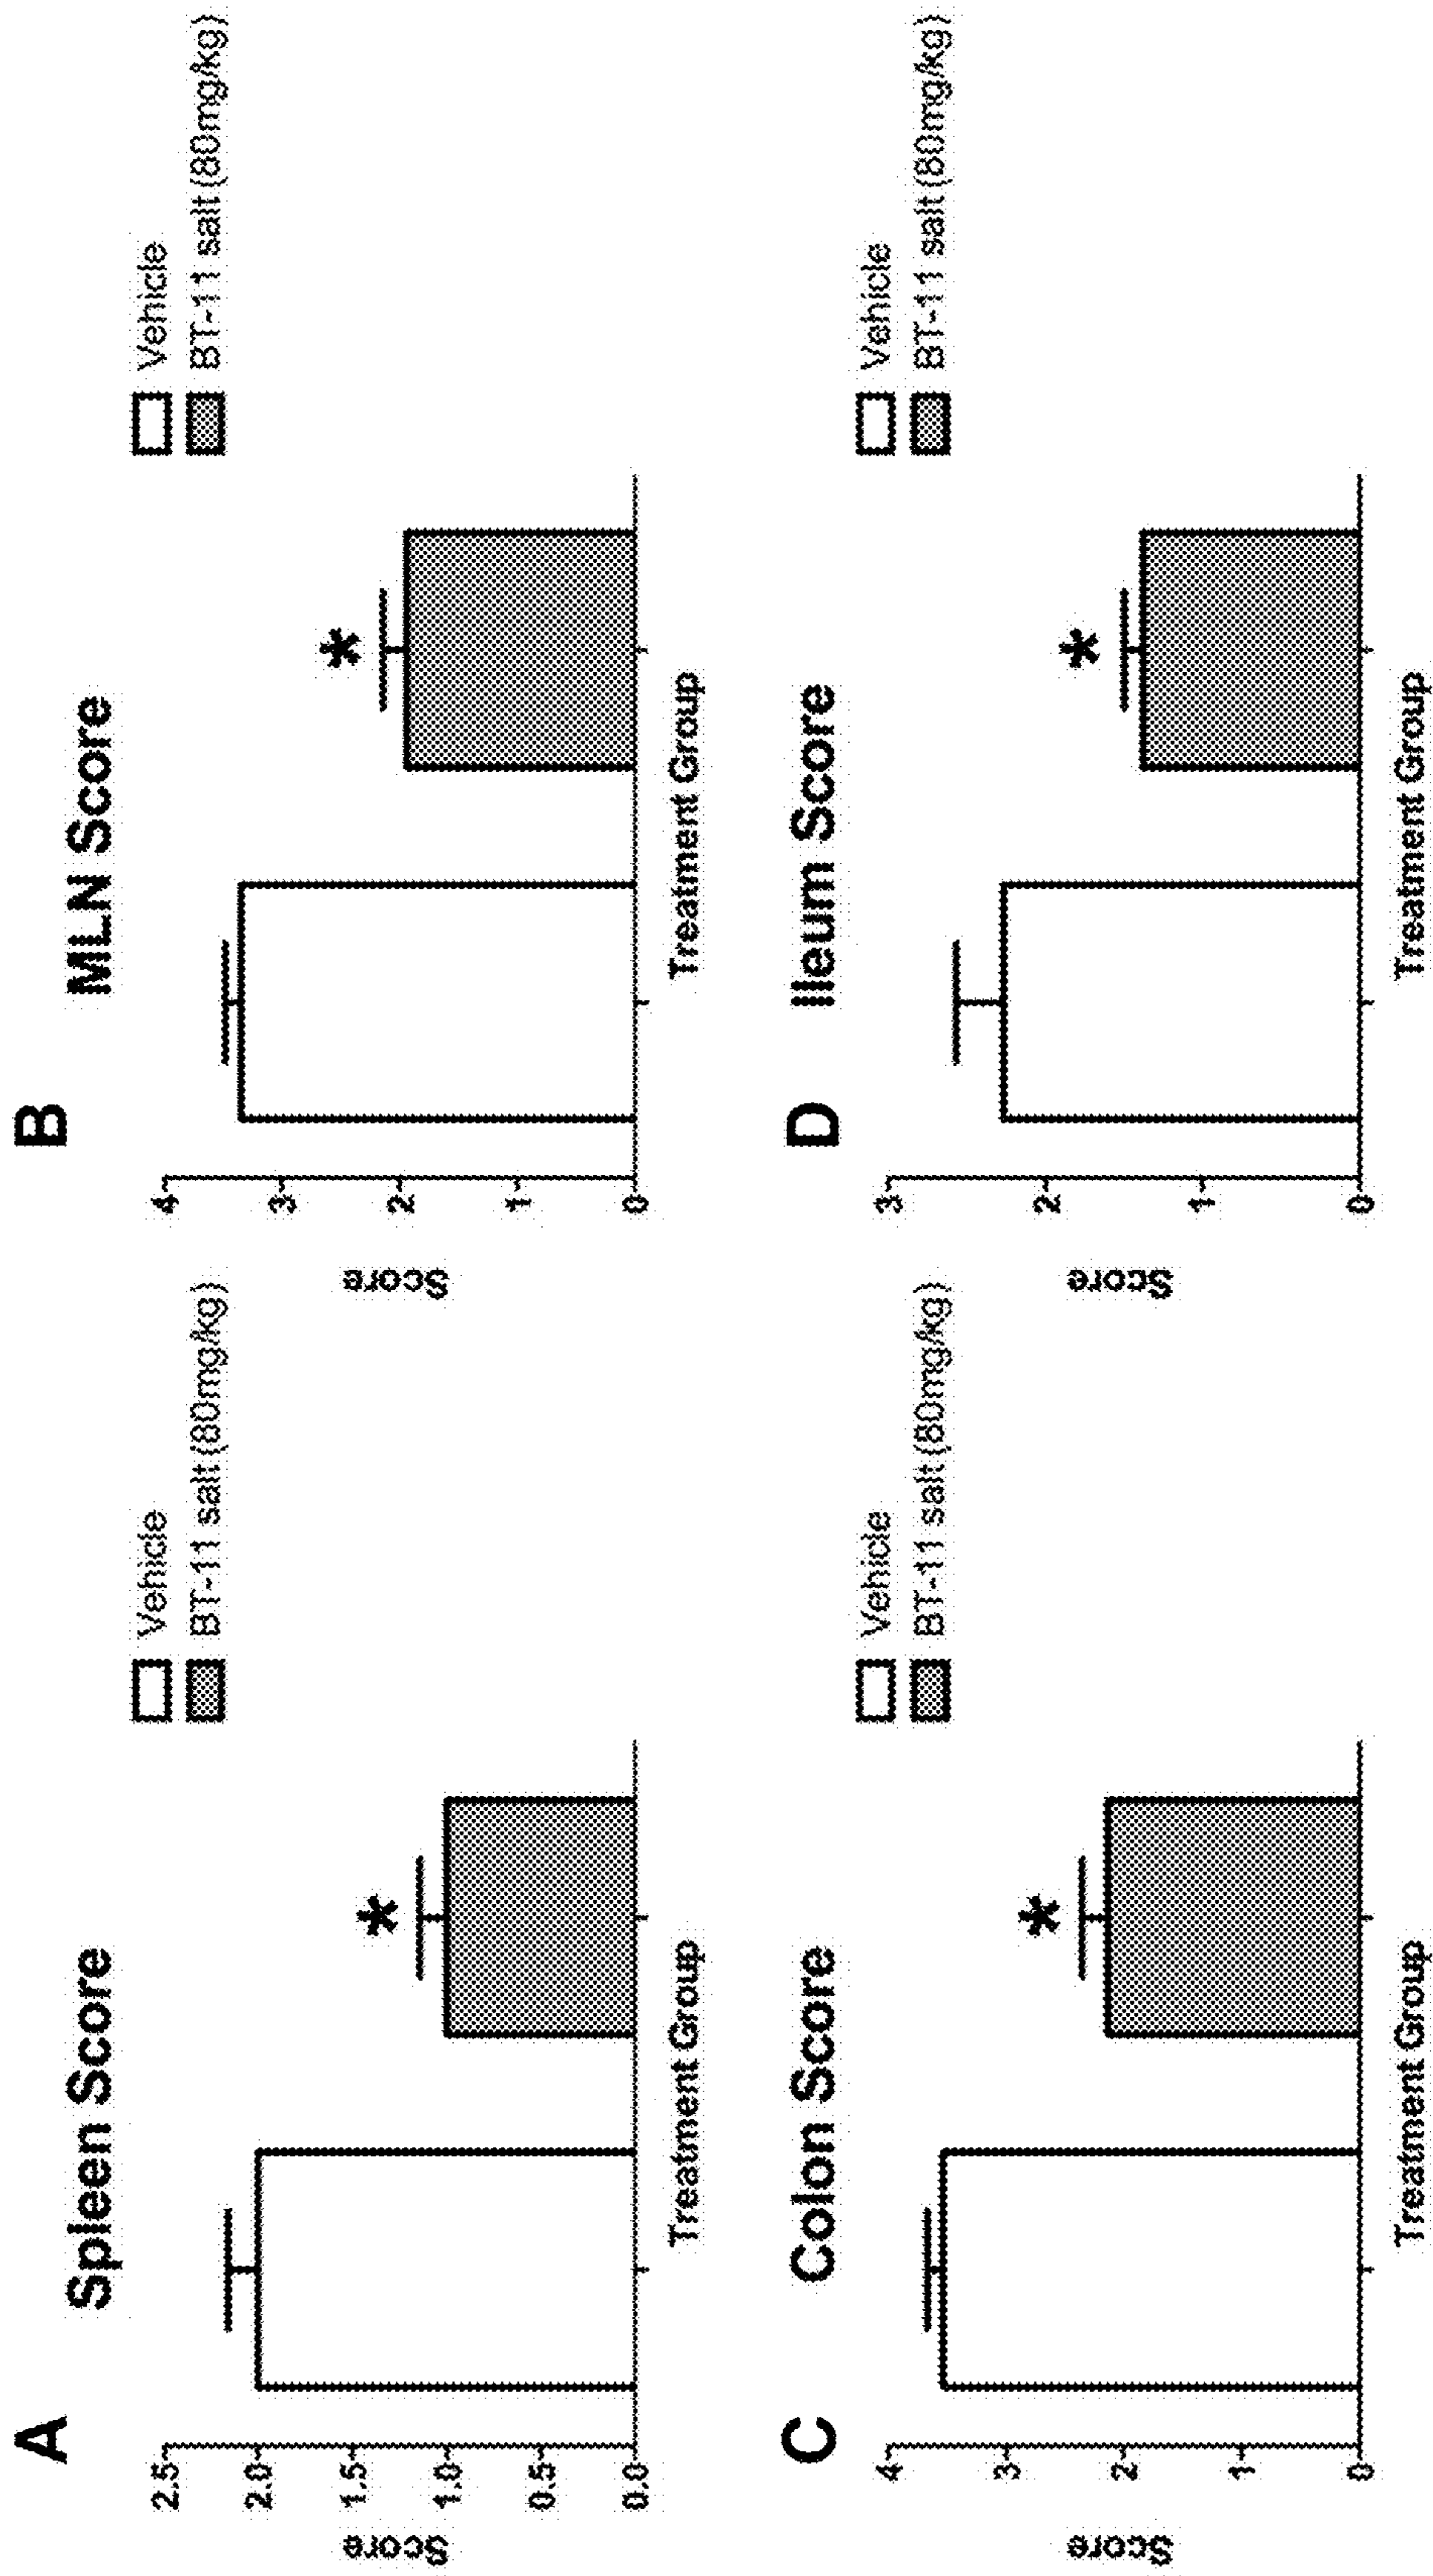 A
Spleen Score
Score
2.5
2.0
1.5
1.0
0.5
0.0
*
Treatment Group
Vehicle
BT-11 salt (80mg/kg)
B
MLN Score
Score
4
3
2
1
0
*
Treatment Group
Vehicle
BT-11 salt (80mg/kg)
C
Colon Score
Score
4
3
2
1
0
*
Treatment Group
Vehicle
BT-11 salt (80mg/kg)
D
Ileum Score
Score
3
2
1
0
*
Treatment Group
Vehicle
BT-11 salt (80mg/kg)